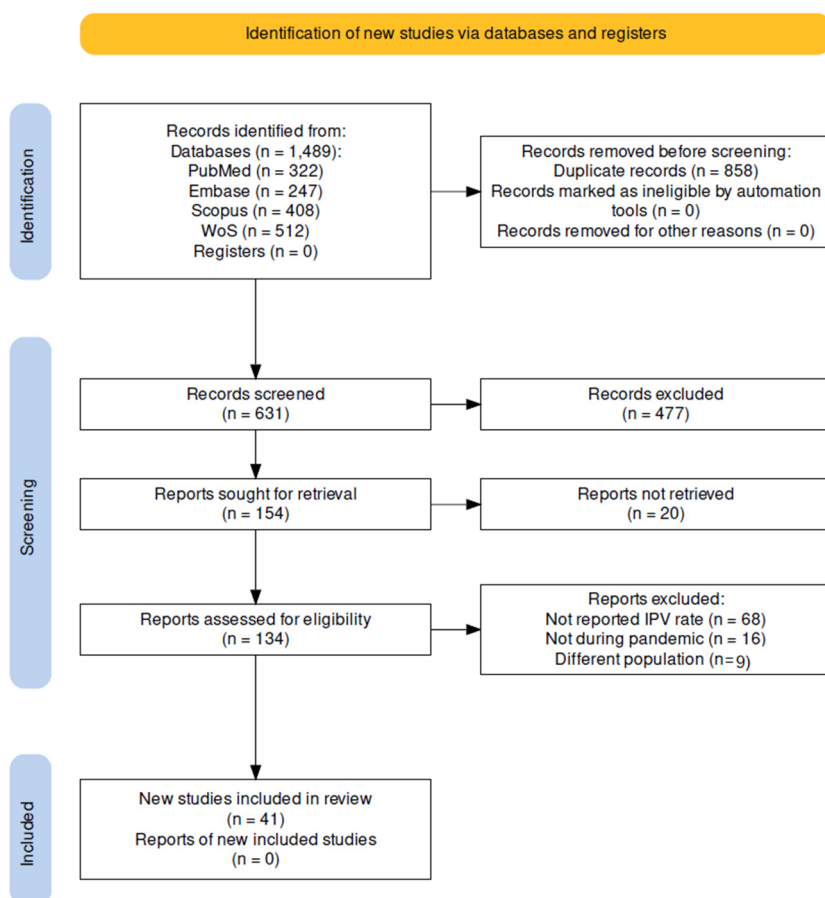 Identification of new studies via databases and registers
Identification
Records identified from:
Databases (n = 1,489):
PubMed (n = 322)
Embase (n = 247)
Scopus (n = 408)
WoS (n = 512)
Registers (n = 0)
Records removed before screening:
Duplicate records (n = 858)
Records marked as ineligible by automation
tools (n = 0)
Records removed for other reasons (n = 0)
Screening
Records screened
(n = 631)
Records excluded
(n = 477)
Reports sought for retrieval
(n = 154)
Reports not retrieved
(n = 20)
Reports assessed for eligibility
(n = 134)
Reports excluded:
Not reported IPV rate (n = 68)
Not during pandemic (n = 16)
Different population (n=9)
Included
New studies included in review
(n = 41)
Reports of new included studies
(n = 0)